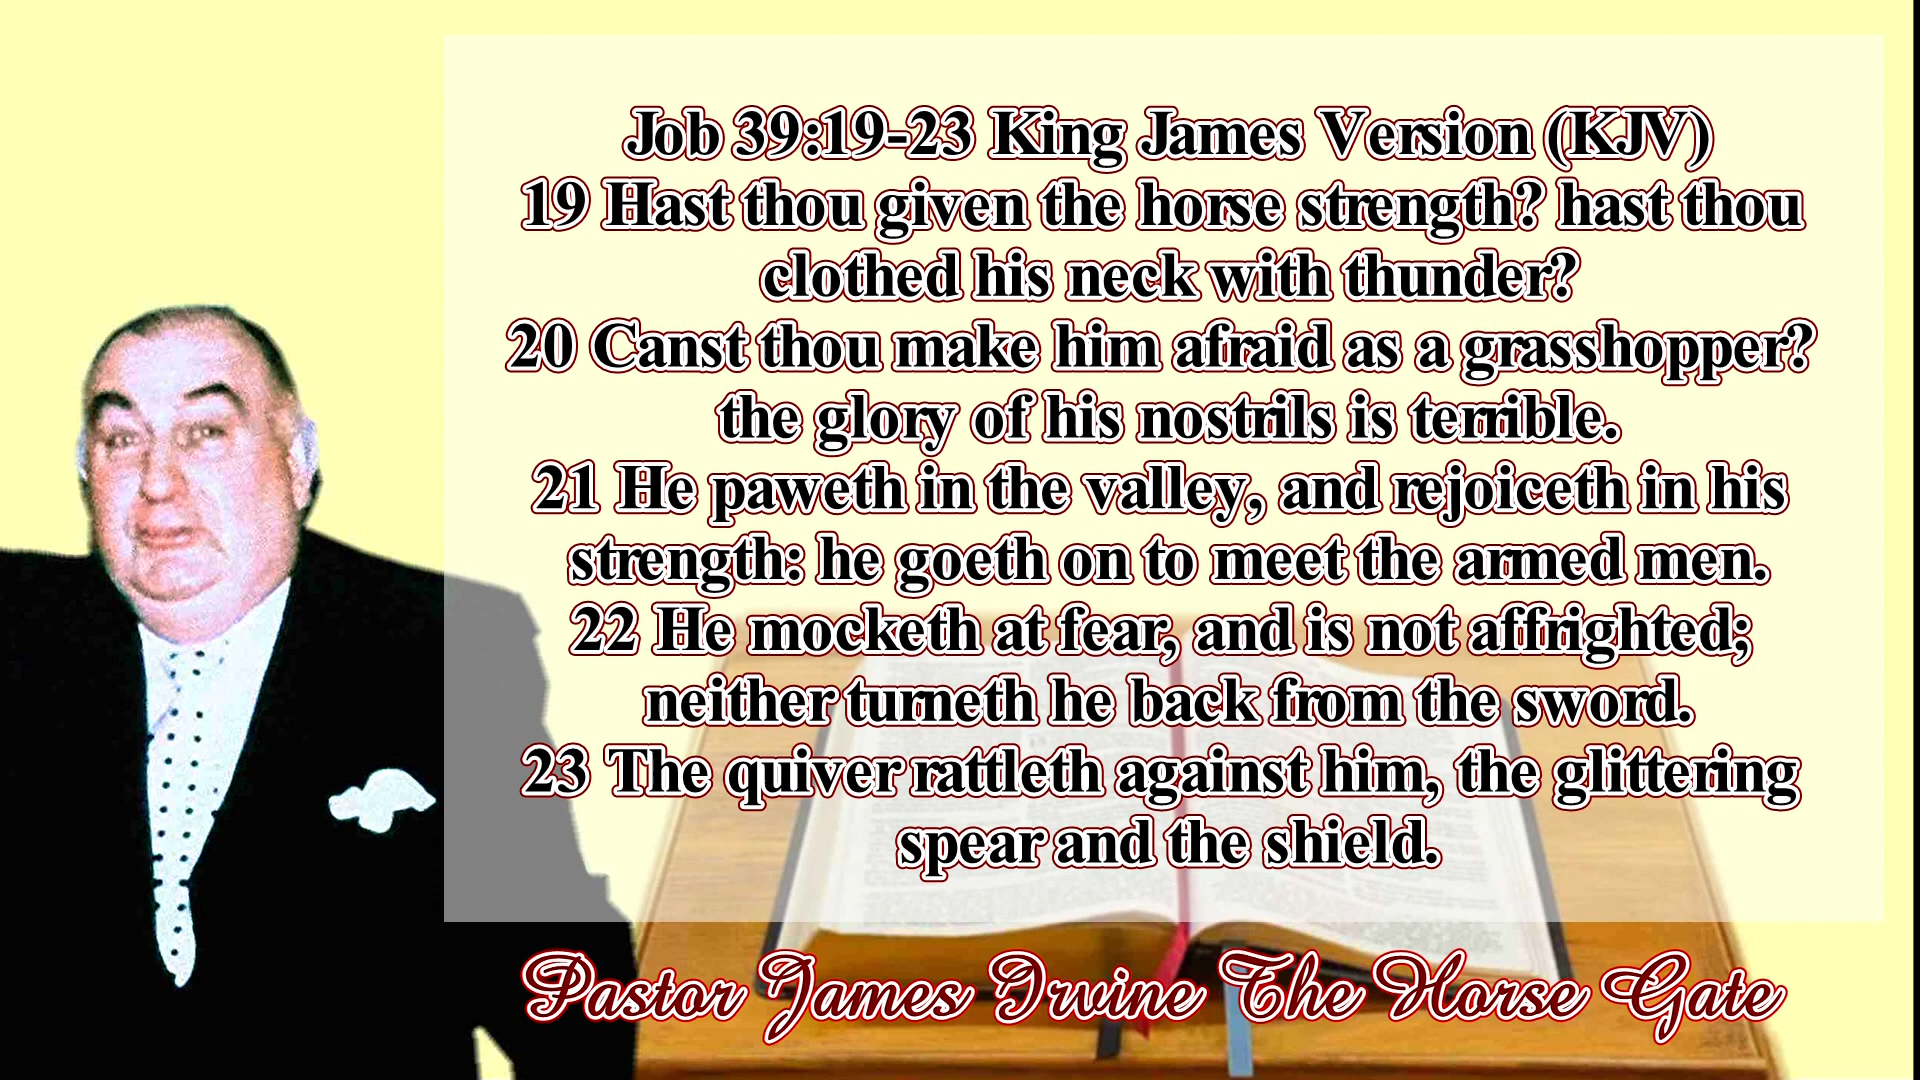 Job 39:19-23 King James Version (KJV)
19 Hast thou given the horse strength? hast thou
clothed his neck with thunder?
20 Canst thou make him afraid as a grasshopper?
the glory of his nostrils is terrible.
21 He paweth in the valley, and rejoiceth in his
strength: he goeth on to meet the armed men.
22 He mocketh at fear, and is not affrighted;
neither turneth he back from the sword.
23 The quiver rattleth against him, the glittering
spear and the shield.
Pastor James Irvine The Horse Gate